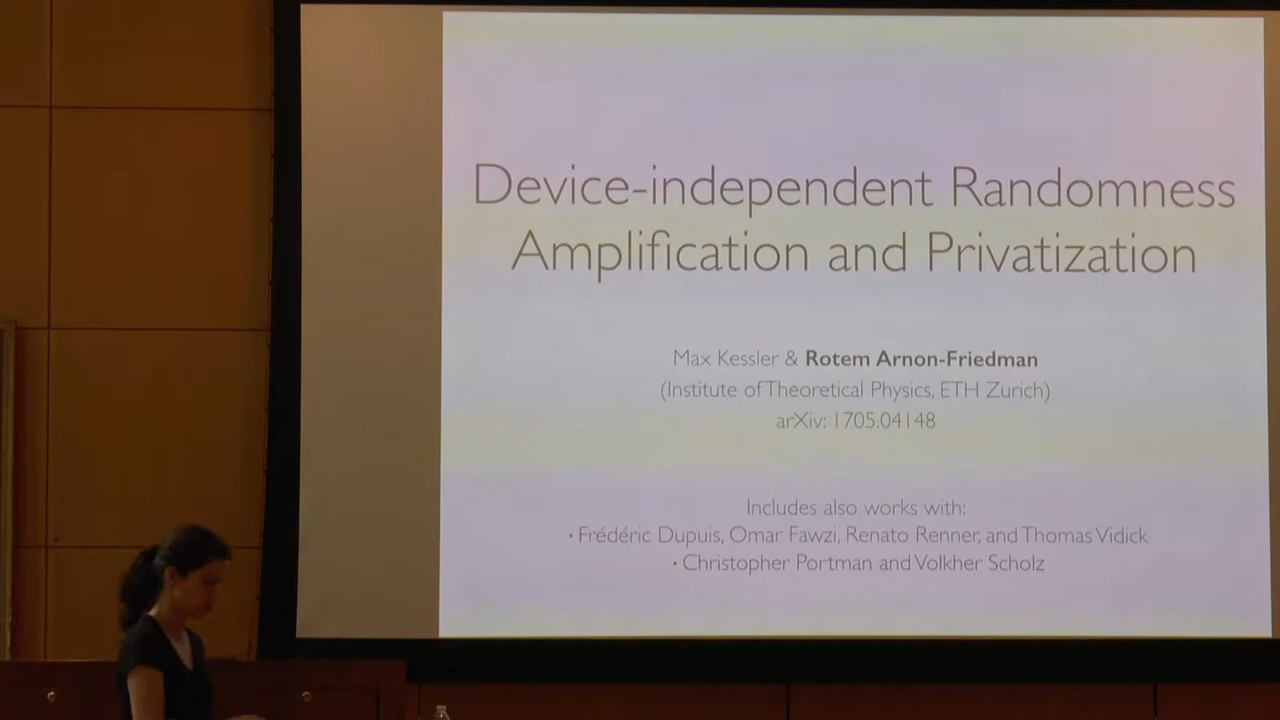 Device-independent Randomness
Amplification and Privatization
Max Kessler & Rotem Arnon-Friedman
(Institute of Theoretical Physics, ETH Zurich)
arXiv: 1705.04148
Includes also works with:
• Frédéric Dupuis, Omar Fawzi, Renato Renner, and Thomas Vidick
• Christopher Portman and Volkher Scholz